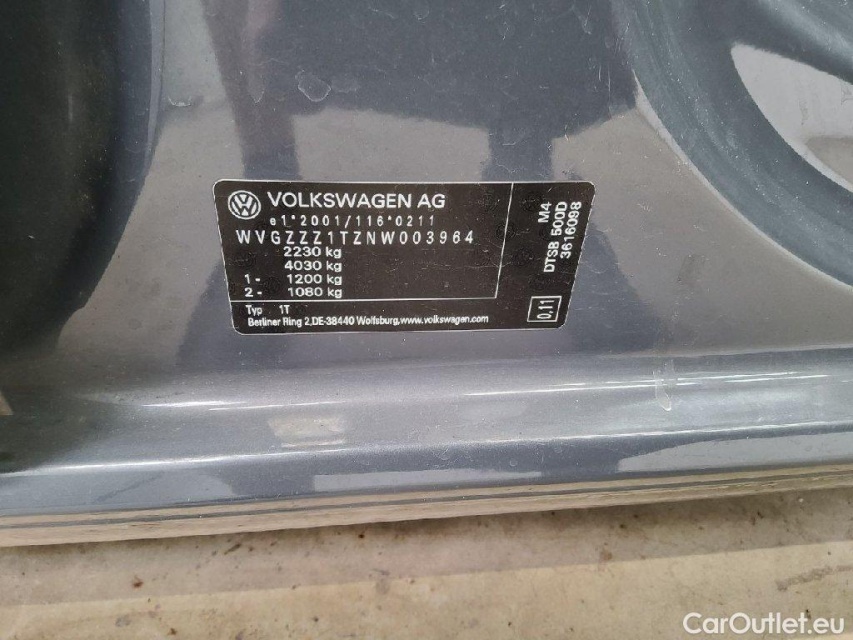 VOLKSWAGEN AG
e1*2001/116*0211
WVGZZZ1TZNW003964
2230 kg
4030 kg
1- 1200 kg
2- 1080 kg
Typ 1T
Berliner Ring 2,DE-38440 Wolfsburg,www.volkswagen.com
M4
DTSB 500D
3616098
0,11
CarOutlet.eu